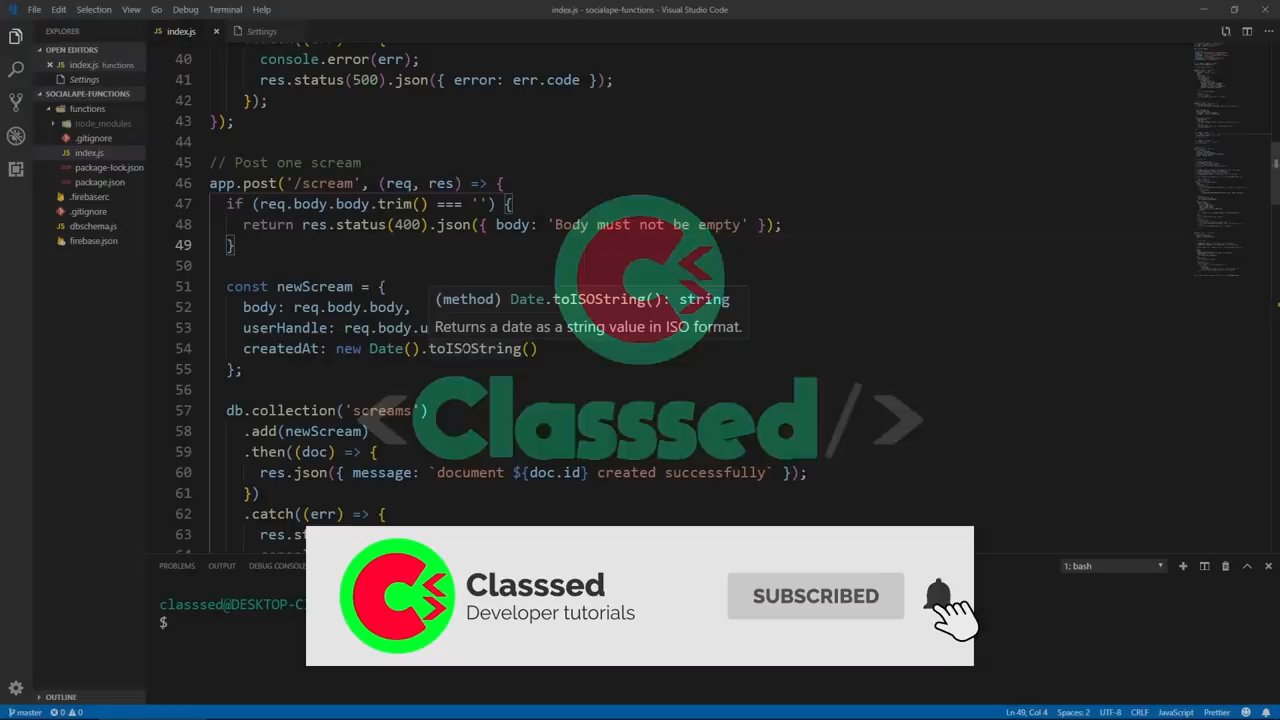 File Edit Selection View Go Debug Terminal Help
index.js - socialape-functions - Visual Studio Code
EXPLORER
OPEN EDITORS
index.js functions
Settings
SOCIALAPE-FUNCTIONS
functions
node_modules
.gitignore
index.js
package-lock.json
package.json
.firebaserc
.gitignore
dbschema.js
firebase.json
OUTLINE
index.js
Settings
40 console.error(err);
41 res.status(500).json({ error: err.code });
42 });
43 });
44
45 // Post one scream
46 app.post('/scream', (req, res) =>
47 if (req.body.body.trim() === '') {
48 return res.status(400).json({ body: 'Body must not be empty' });
49 }
50
51 const newScream = {
52 body: req.body.body,
53 userHandle: req.body.u
54 createdAt: new Date().toISOString()
55 };
56
57 db.collection('screams')
58 .add(newScream)
59 .then((doc) => {
60 res.json({ message: `document ${doc.id} created successfully` });
61 })
62 .catch((err) => {
63 res.st
(method) Date.toISOString(): string
Returns a date as a string value in ISO format.
<Classsed/>
PROBLEMS OUTPUT DEBUG CONSOLE
1: bash
classsed@DESKTOP-C
$
Classsed
Developer tutorials
SUBSCRIBED
master 0 0
Ln 49, Col 4 Spaces: 2 UTF-8 CRLF JavaScript Prettier